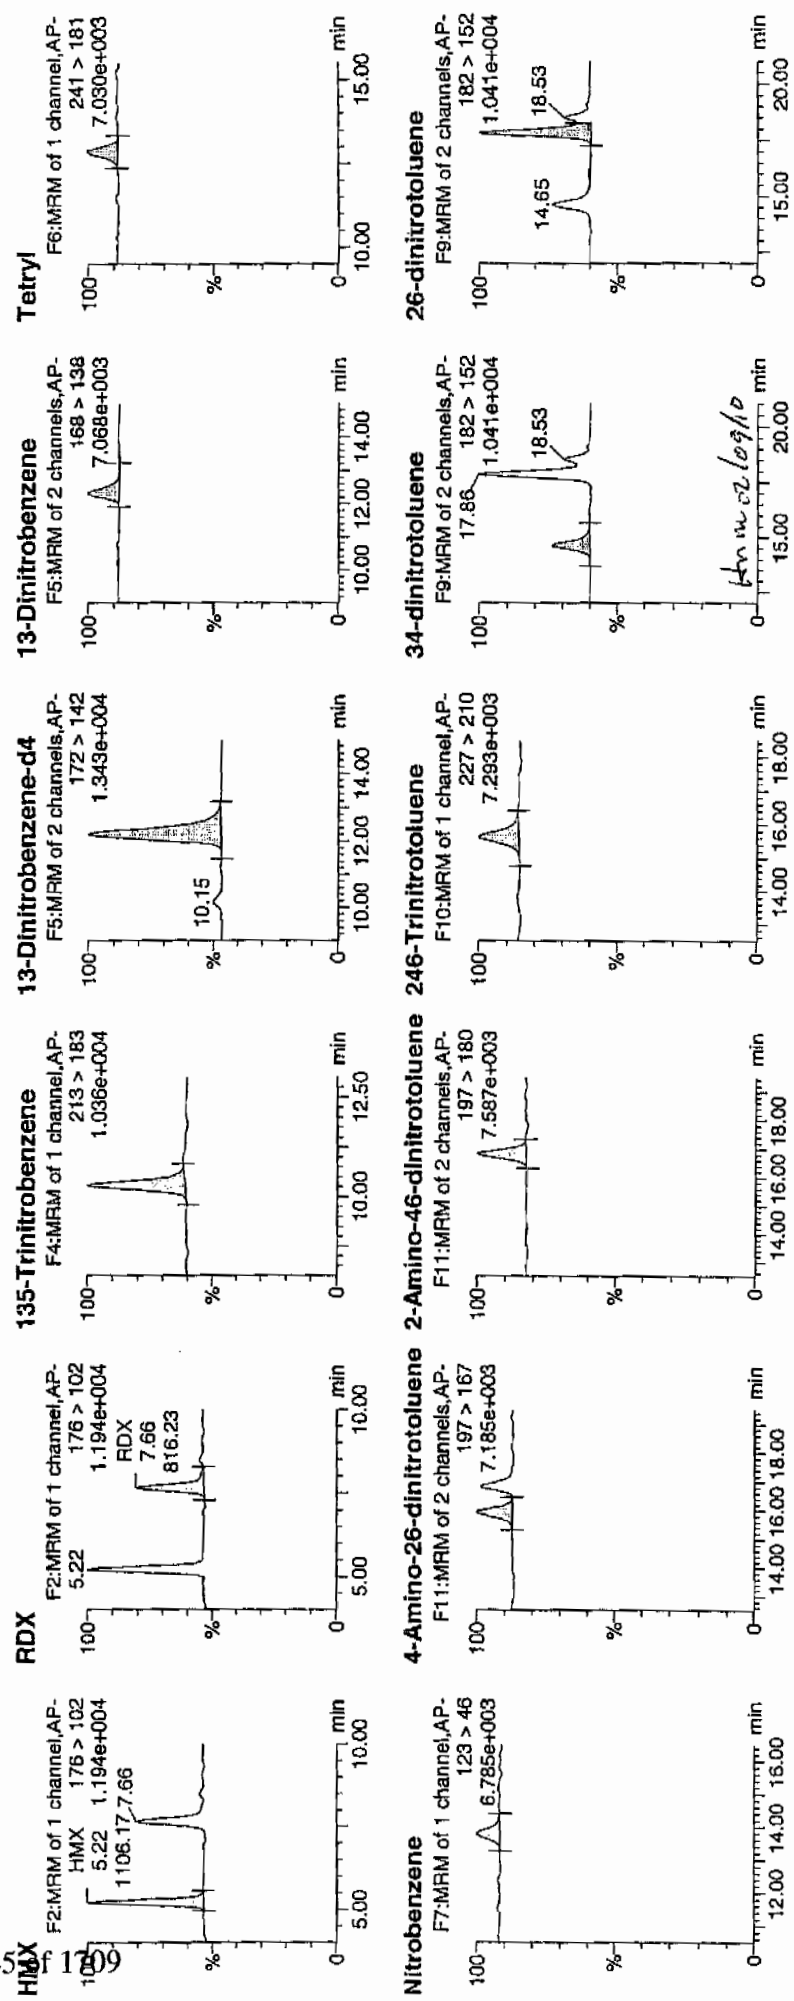 HMX
F2:MRM of 1 channel,AP-
HMX 176 > 102
5.22 1.194e+004
1106.17 7.66
100
%
0
5.00 10.00
min
RDX
F2:MRM of 1 channel,AP-
5.22 176 > 102
1.194e+004
RDX
7.66
816.23
100
%
0
5.00 10.00
min
135-Trinitrobenzene
F4:MRM of 1 channel,AP-
213 > 183
1.036e+004
100
%
0
10.00 12.50
min
13-Dinitrobenzene-d4
F5:MRM of 2 channels,AP-
172 > 142
1.343e+004
10.15
100
%
0
10.00 12.00 14.00
min
13-Dinitrobenzene
F5:MRM of 2 channels,AP-
168 > 138
7.068e+003
100
%
0
10.00 12.00 14.00
min
Tetryl
F6:MRM of 1 channel,AP-
241 > 181
7.030e+003
100
%
0
10.00 15.00
min
5 of 1709
Nitrobenzene
F7:MRM of 1 channel,AP-
123 > 46
6.785e+003
100
%
0
12.00 14.00 16.00
min
4-Amino-26-dinitrotoluene
F11:MRM of 2 channels,AP-
197 > 167
7.185e+003
100
%
0
14.00 16.00 18.00
min
2-Amino-46-dinitrotoluene
F11:MRM of 2 channels,AP-
197 > 180
7.587e+003
100
%
0
14.00 16.00 18.00
min
246-Trinitrotoluene
F10:MRM of 1 channel,AP-
227 > 210
7.293e+003
100
%
0
14.00 16.00 18.00
min
34-dinitrotoluene
F9:MRM of 2 channels,AP-
17.86 182 > 152
1.041e+004
18.53
100
%
0
15.00 20.00
min
02/09/10
26-dinitrotoluene
F9:MRM of 2 channels,AP-
182 > 152
1.041e+004
14.65 18.53
100
%
0
15.00 20.00
min